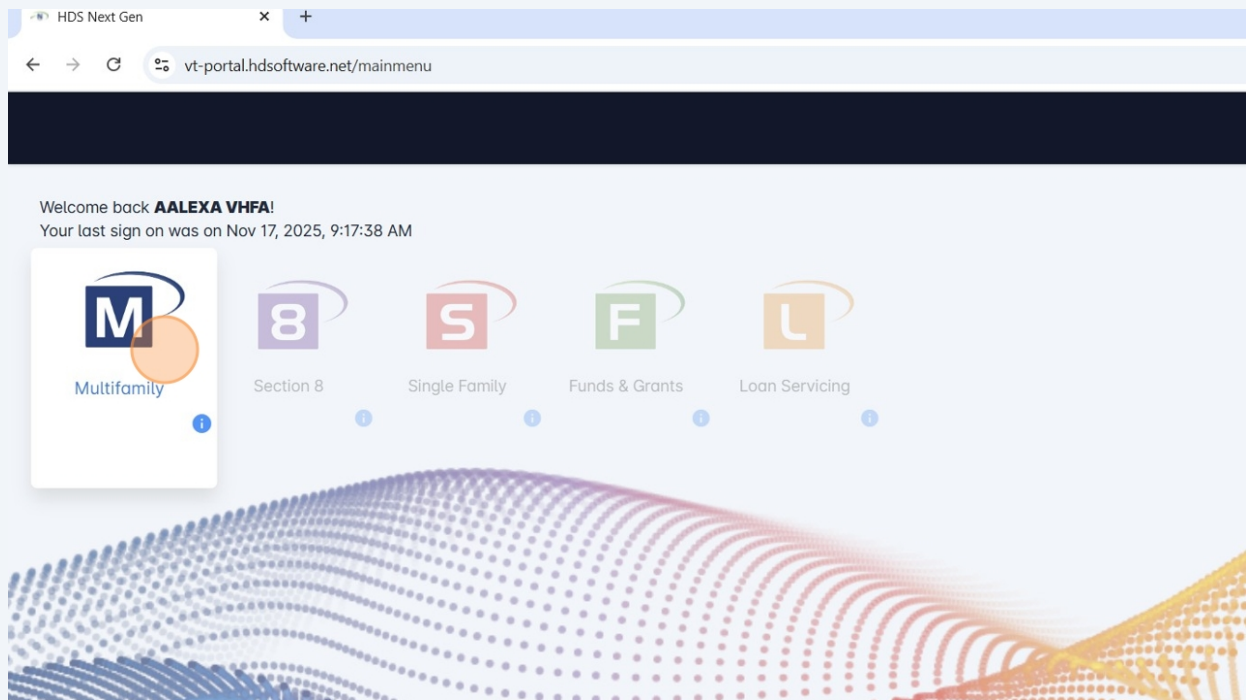 HDS Next Gen
vt-portal.hdsoftware.net/mainmenu
Welcome back AALEXA VHFA!
Your last sign on was on Nov 17, 2025, 9:17:38 AM
M 8 S F L
Multifamily Section 8 Single Family Funds & Grants Loan Servicing